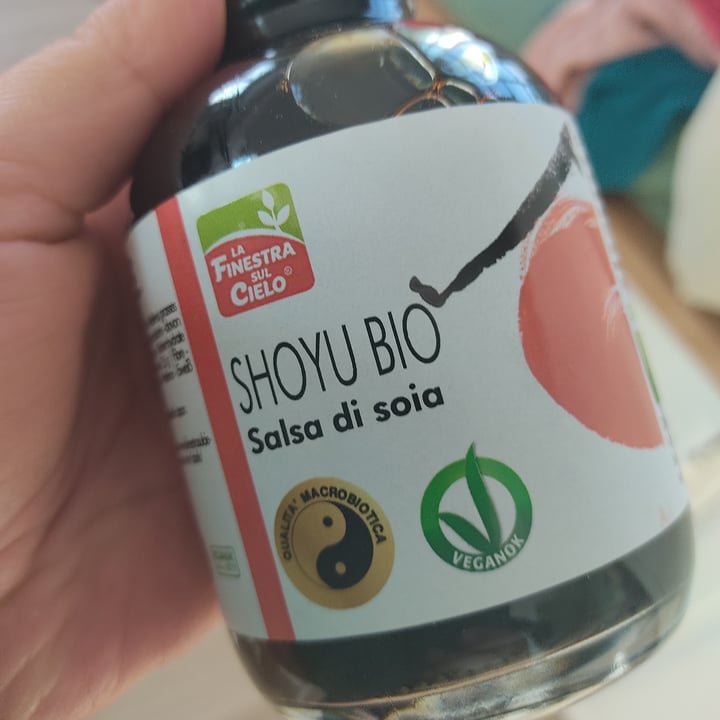 LA
FINESTRA
SUL
CIELO®
SHOYU BIO
Salsa di soia
QUALITA' MACROBIOTICA
VEGANOK